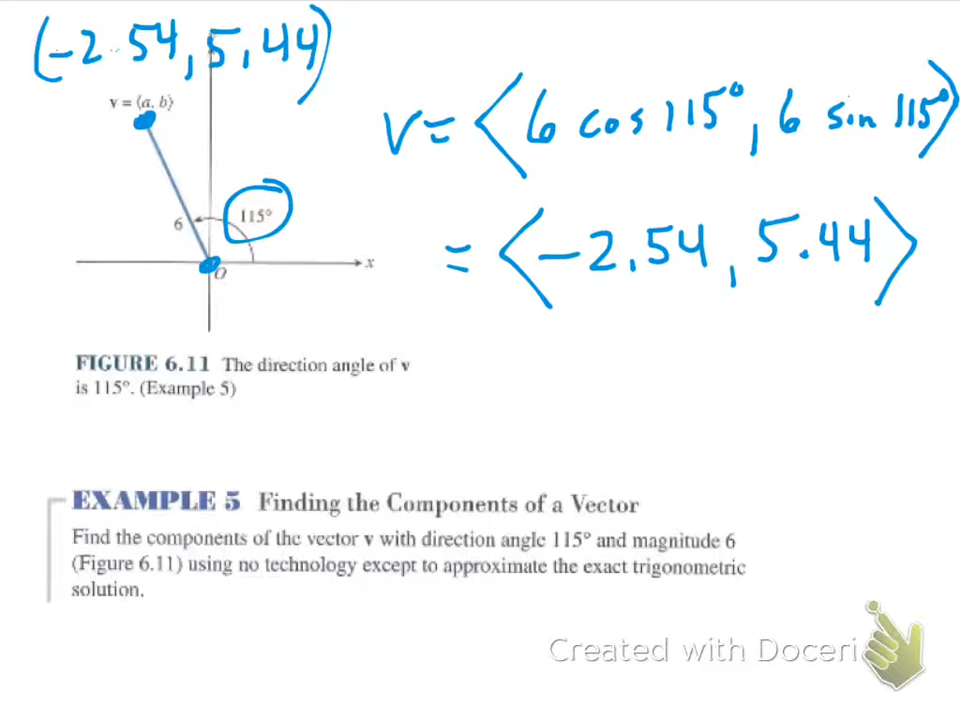 (-2.54, 5.44)
v = ⟨a, b⟩
v = ⟨6 cos 115°, 6 sin 115°⟩
6
115°
= ⟨-2.54, 5.44⟩
x
O
FIGURE 6.11 The direction angle of v
is 115°. (Example 5)
EXAMPLE 5 Finding the Components of a Vector
Find the components of the vector v with direction angle 115° and magnitude 6
(Figure 6.11) using no technology except to approximate the exact trigonometric
solution.
Created with Doceri